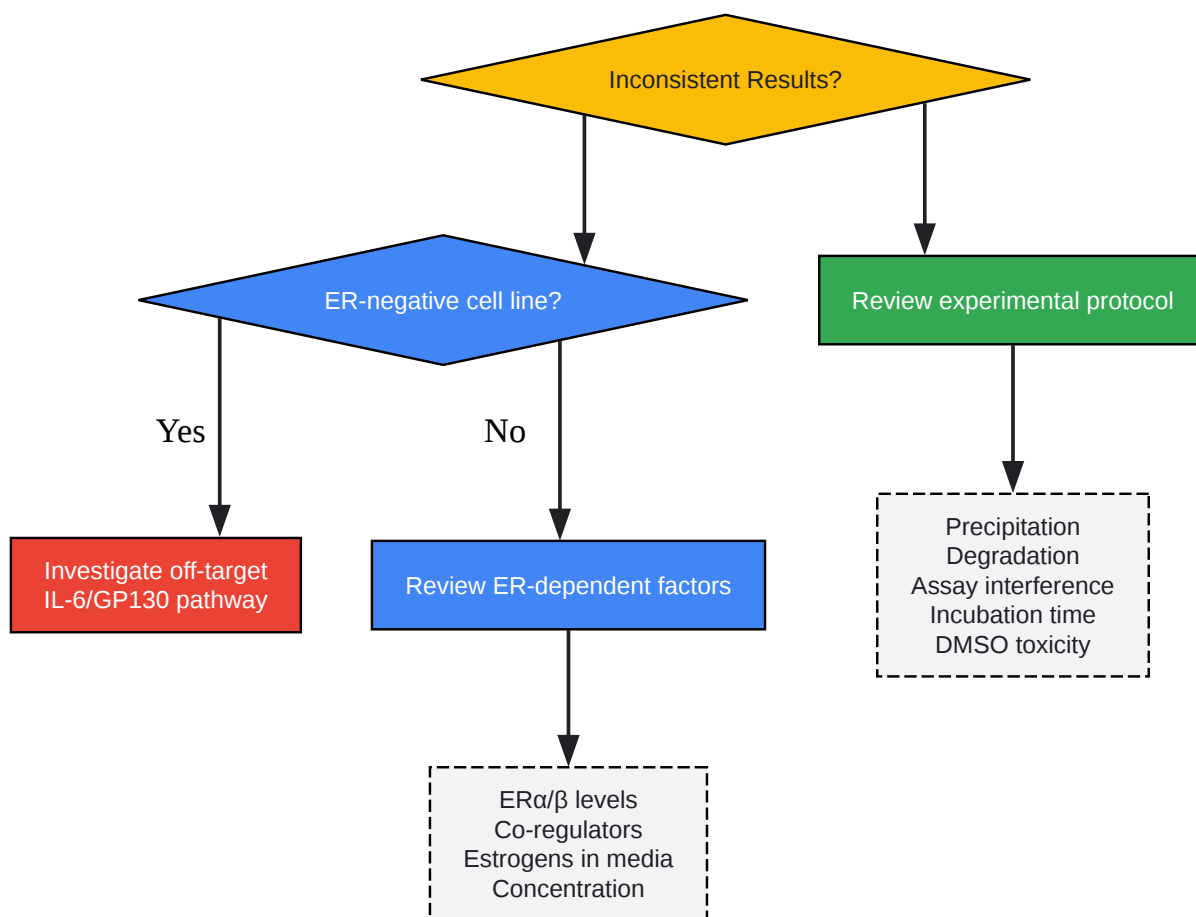 Inconsistent Results?
ER-negative cell line?
Review experimental protocol
Yes
No
Investigate off-target
IL-6/GP130 pathway
Review ER-dependent factors
Precipitation
Degradation
Assay interference
Incubation time
DMSO toxicity
ERα/β levels
Co-regulators
Estrogens in media
Concentration